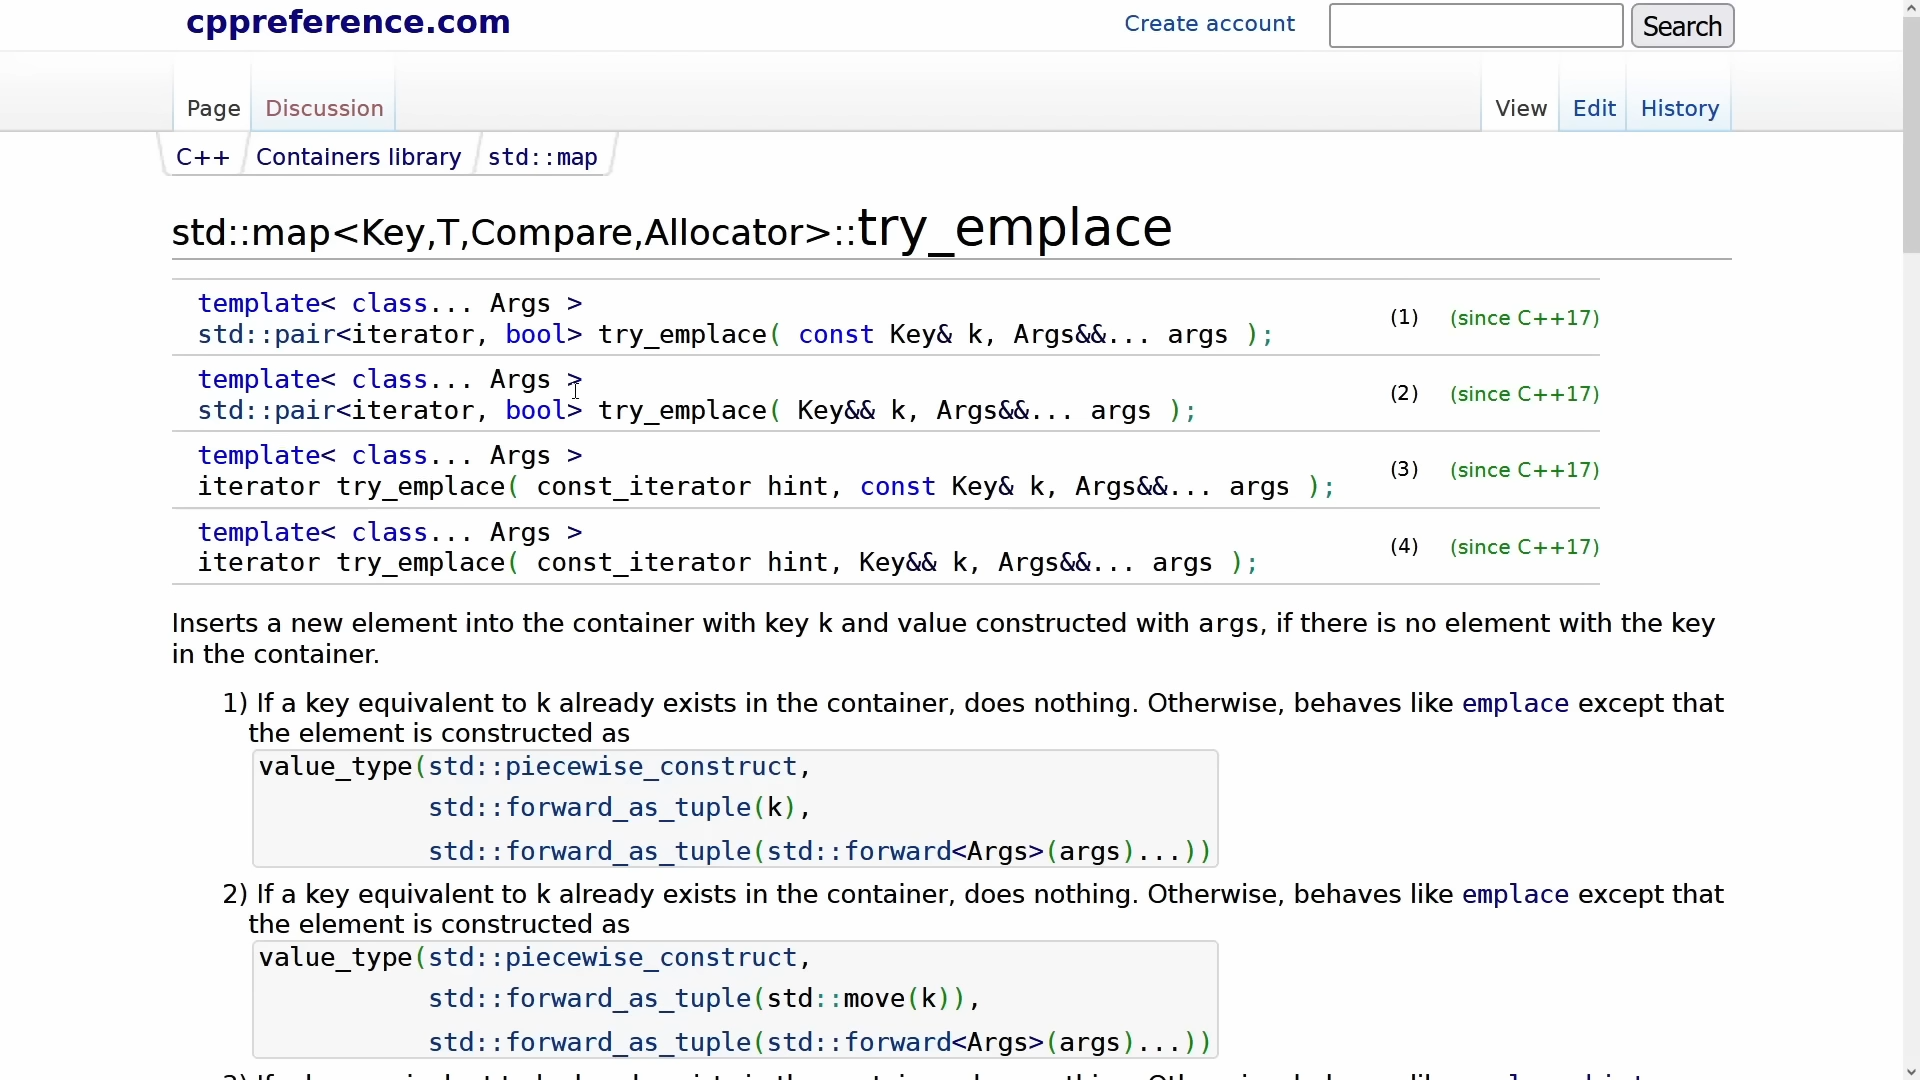 cppreference.com
Create account
Search
Page
Discussion
View
Edit
History
C++
Containers library
std::map
std::map<Key,T,Compare,Allocator>::try_emplace
template< class... Args >
std::pair<iterator, bool> try_emplace( const Key& k, Args&&... args );
(1)
(since C++17)
template< class... Args >
std::pair<iterator, bool> try_emplace( Key&& k, Args&&... args );
(2)
(since C++17)
template< class... Args >
iterator try_emplace( const_iterator hint, const Key& k, Args&&... args );
(3)
(since C++17)
template< class... Args >
iterator try_emplace( const_iterator hint, Key&& k, Args&&... args );
(4)
(since C++17)
Inserts a new element into the container with key k and value constructed with args, if there is no element with the key
in the container.
1) If a key equivalent to k already exists in the container, does nothing. Otherwise, behaves like emplace except that
the element is constructed as
value_type(std::piecewise_construct,
std::forward_as_tuple(k),
std::forward_as_tuple(std::forward<Args>(args)...))
2) If a key equivalent to k already exists in the container, does nothing. Otherwise, behaves like emplace except that
the element is constructed as
value_type(std::piecewise_construct,
std::forward_as_tuple(std::move(k)),
std::forward_as_tuple(std::forward<Args>(args)...))